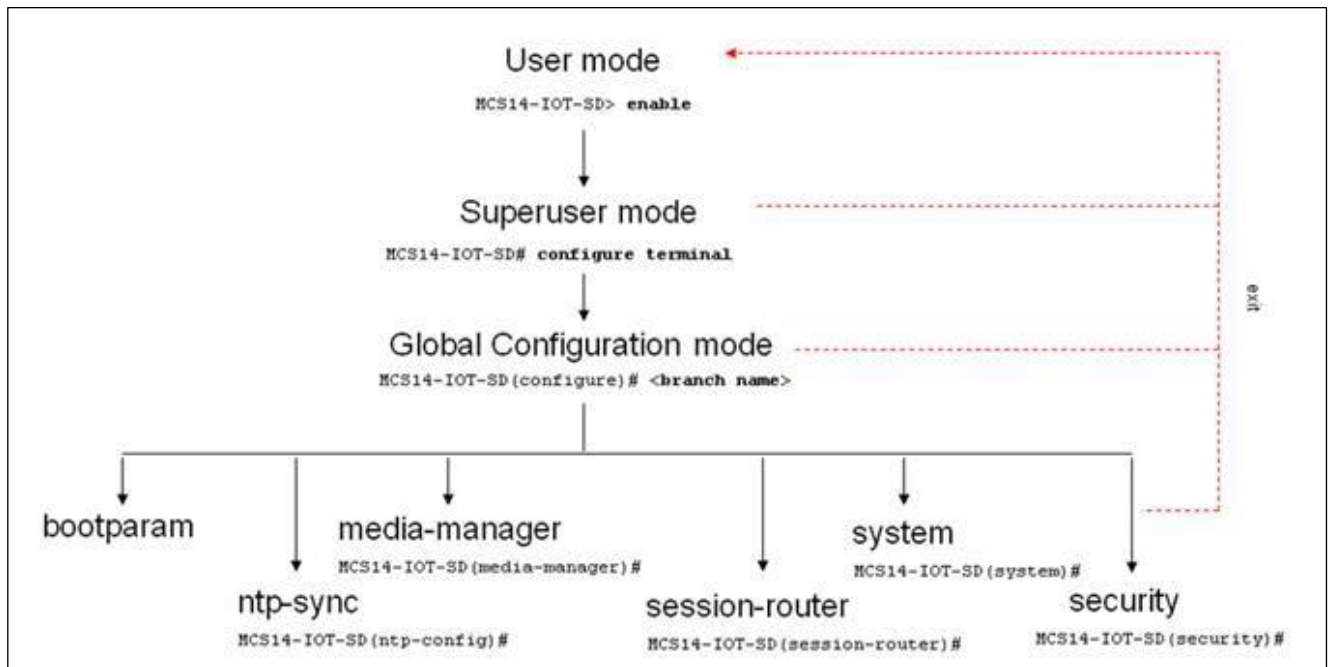 User mode
MCS14-IOT-SD> enable
Superuser mode
MCS14-IOT-SD# configure terminal
exit
Global Configuration mode
MCS14-IOT-SD(configure)# <branch name>
bootparam
media-manager
MCS14-IOT-SD(media-manager)#
system
MCS14-IOT-SD(system)#
ntp-sync
MCS14-IOT-SD(ntp-config)#
session-router
MCS14-IOT-SD(session-router)#
security
MCS14-IOT-SD(security)#